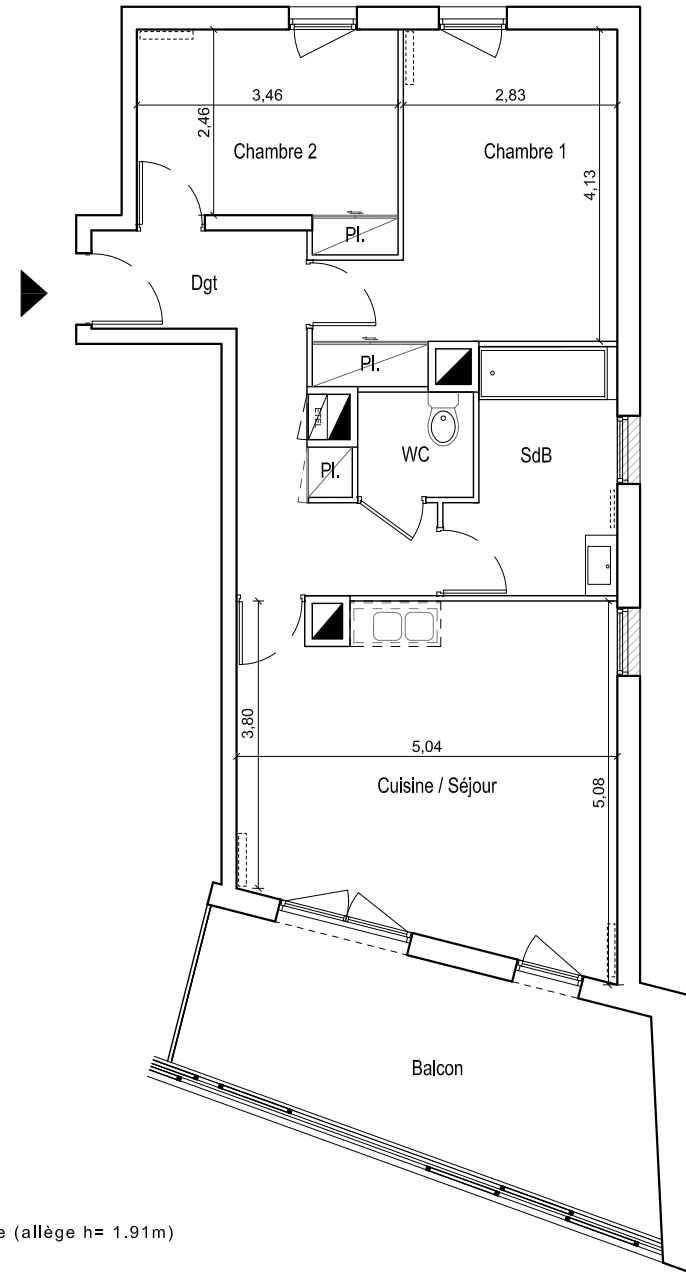 3,46
2,83
2,46
Chambre 2
Chambre 1
4,13
Pl.
Dgt
Pl.
ETEL
WC
SdB
Pl.
3,80
5,04
Cuisine / Séjour
5,08
Balcon
e (allège h= 1.91m)